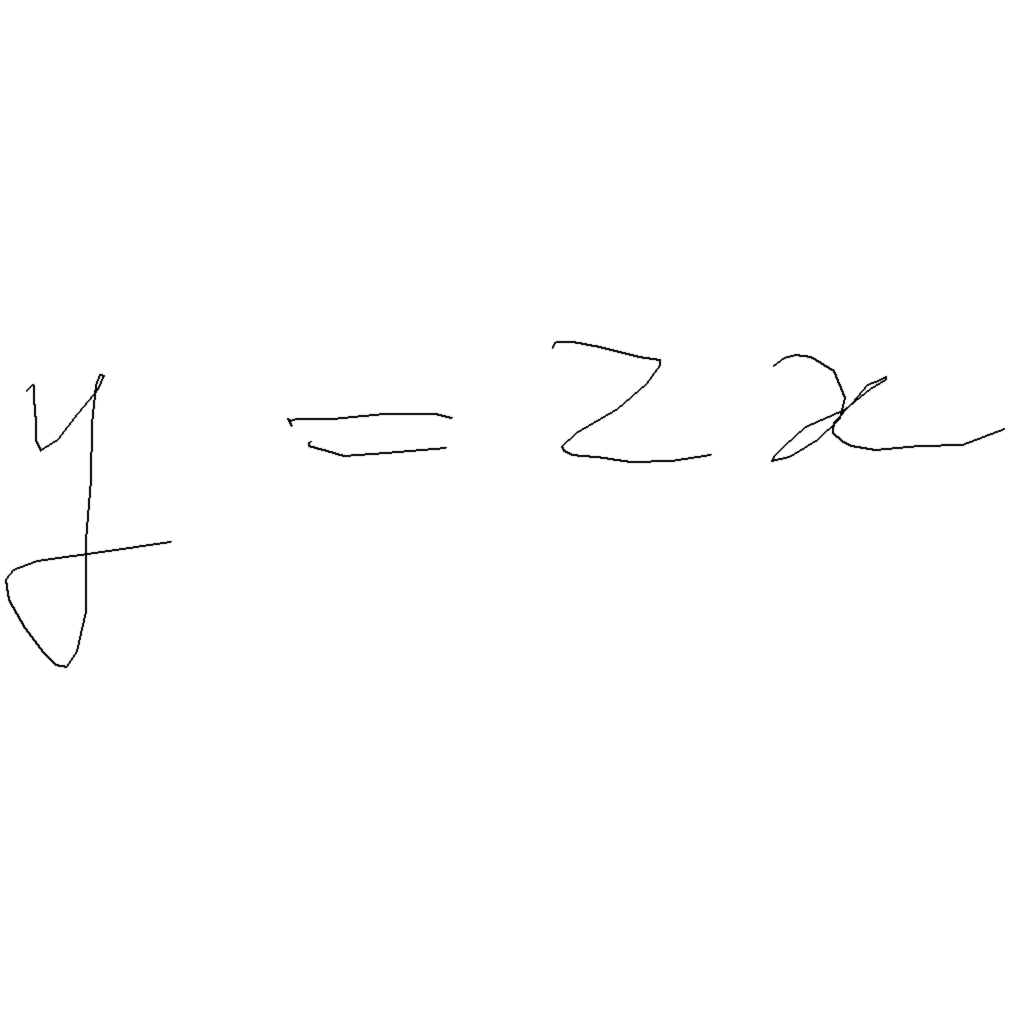 y = 2x